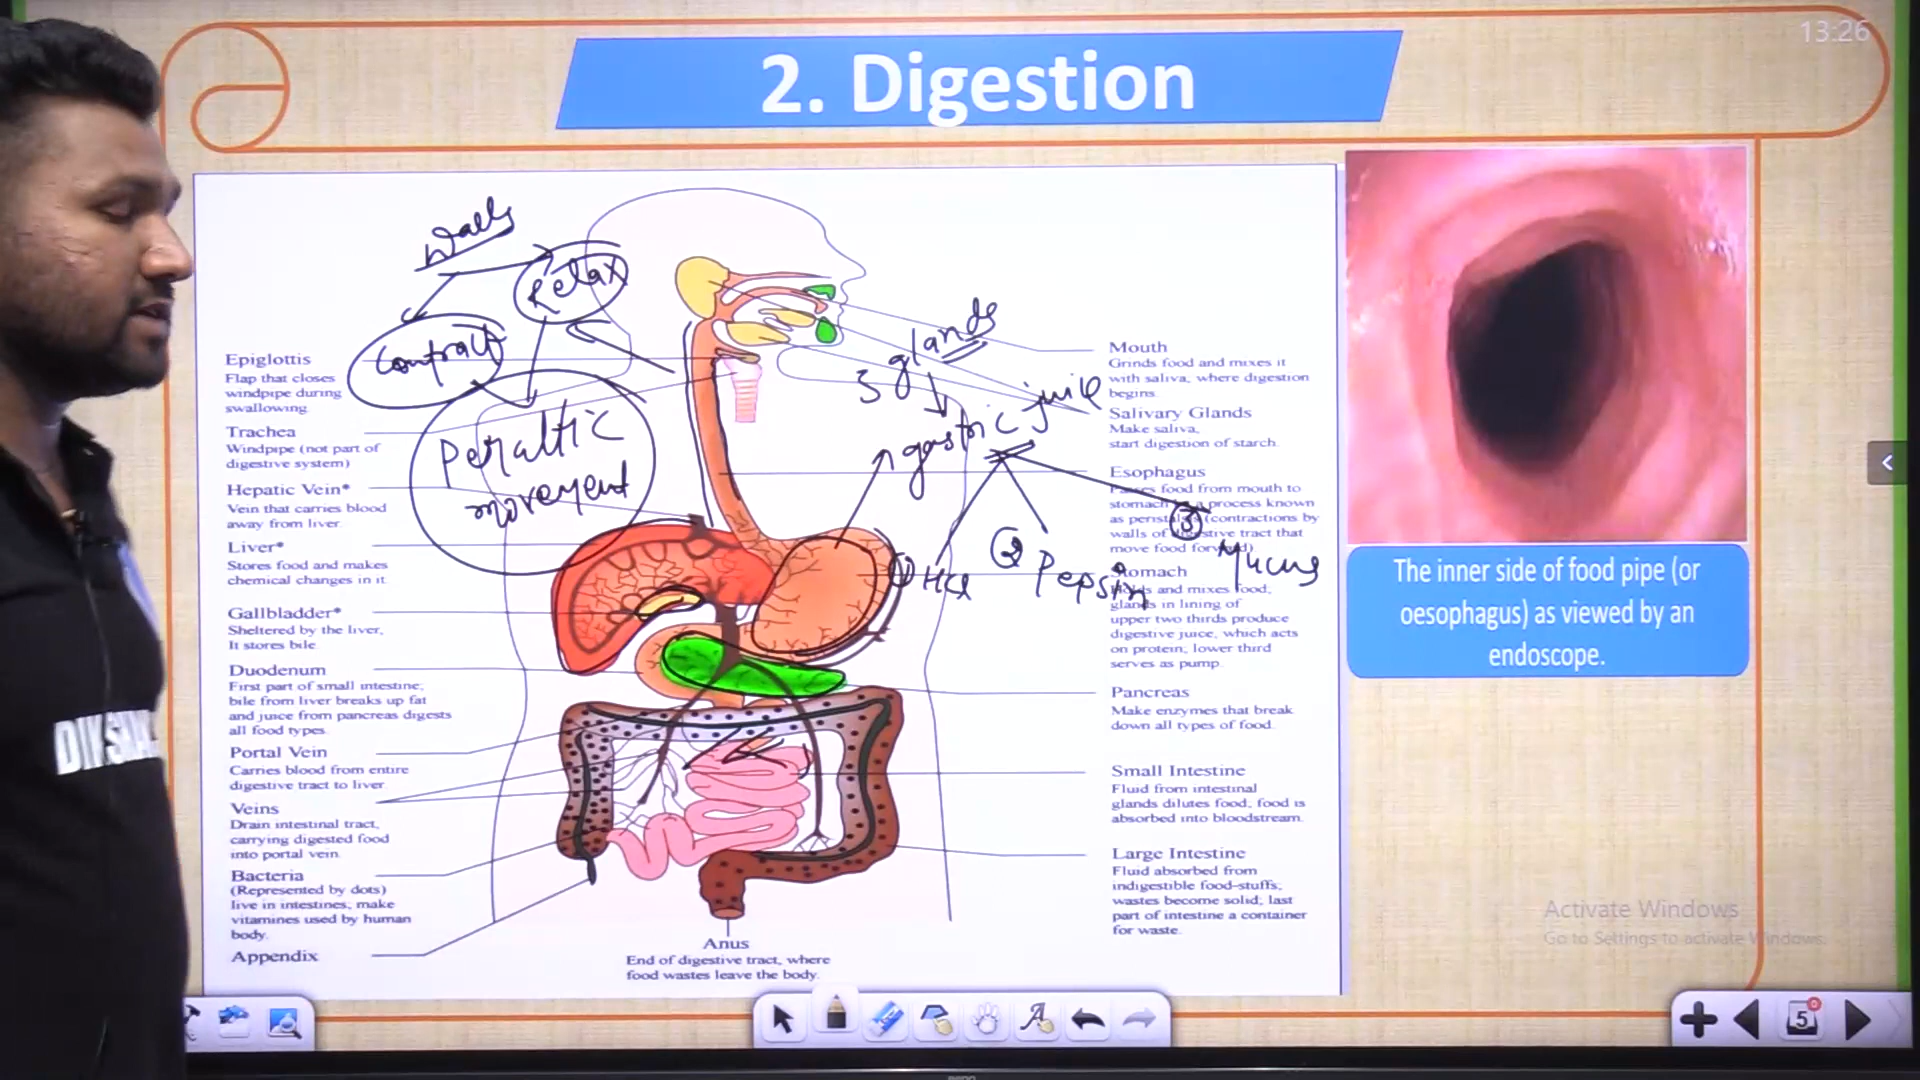 13:26
2. Digestion
walls
Relax
Contract
Peraltic
movement
Epiglottis
Flap that closes
windpipe during
swallowing.
Trachea
Windpipe (not part of
digestive system)
Hepatic Vein*
Vein that carries blood
away from liver.
Liver*
Stores food and makes
chemical changes in it.
Gallbladder*
Sheltered by the liver,
It stores bile.
Duodenum
First part of small intestine;
bile from liver breaks up fat
and juice from pancreas digests
all food types.
Portal Vein
Carries blood from entire
digestive tract to liver.
Veins
Drain intestinal tract,
carrying digested food
into portal vein.
Bacteria
(Represented by dots)
live in intestines; make
vitamines used by human
body.
Appendix
glands
gastric juice
① HCl
② Pepsin
③ Mucus
Mouth
Grinds food and mixes it
with saliva, where digestion
begins.
Salivary Glands
Make saliva,
start digestion of starch.
Esophagus
Passes food from mouth to
stomach by a process known
as peristalsis (contractions by
walls of digestive tract that
move food forward)
Stomach
Holds and mixes food;
glands in lining of
upper two thirds produce
digestive juice, which acts
on protein; lower third
serves as pump.
Pancreas
Make enzymes that break
down all types of food.
Small Intestine
Fluid from intestinal
glands dilutes food; food is
absorbed into bloodstream.
Large Intestine
Fluid absorbed from
indigestible food-stuffs;
wastes become solid; last
part of intestine a container
for waste.
Anus
End of digestive tract, where
food wastes leave the body.
The inner side of food pipe (or
oesophagus) as viewed by an
endoscope.
Activate Windows
Go to Settings to activate Windows.
5
0